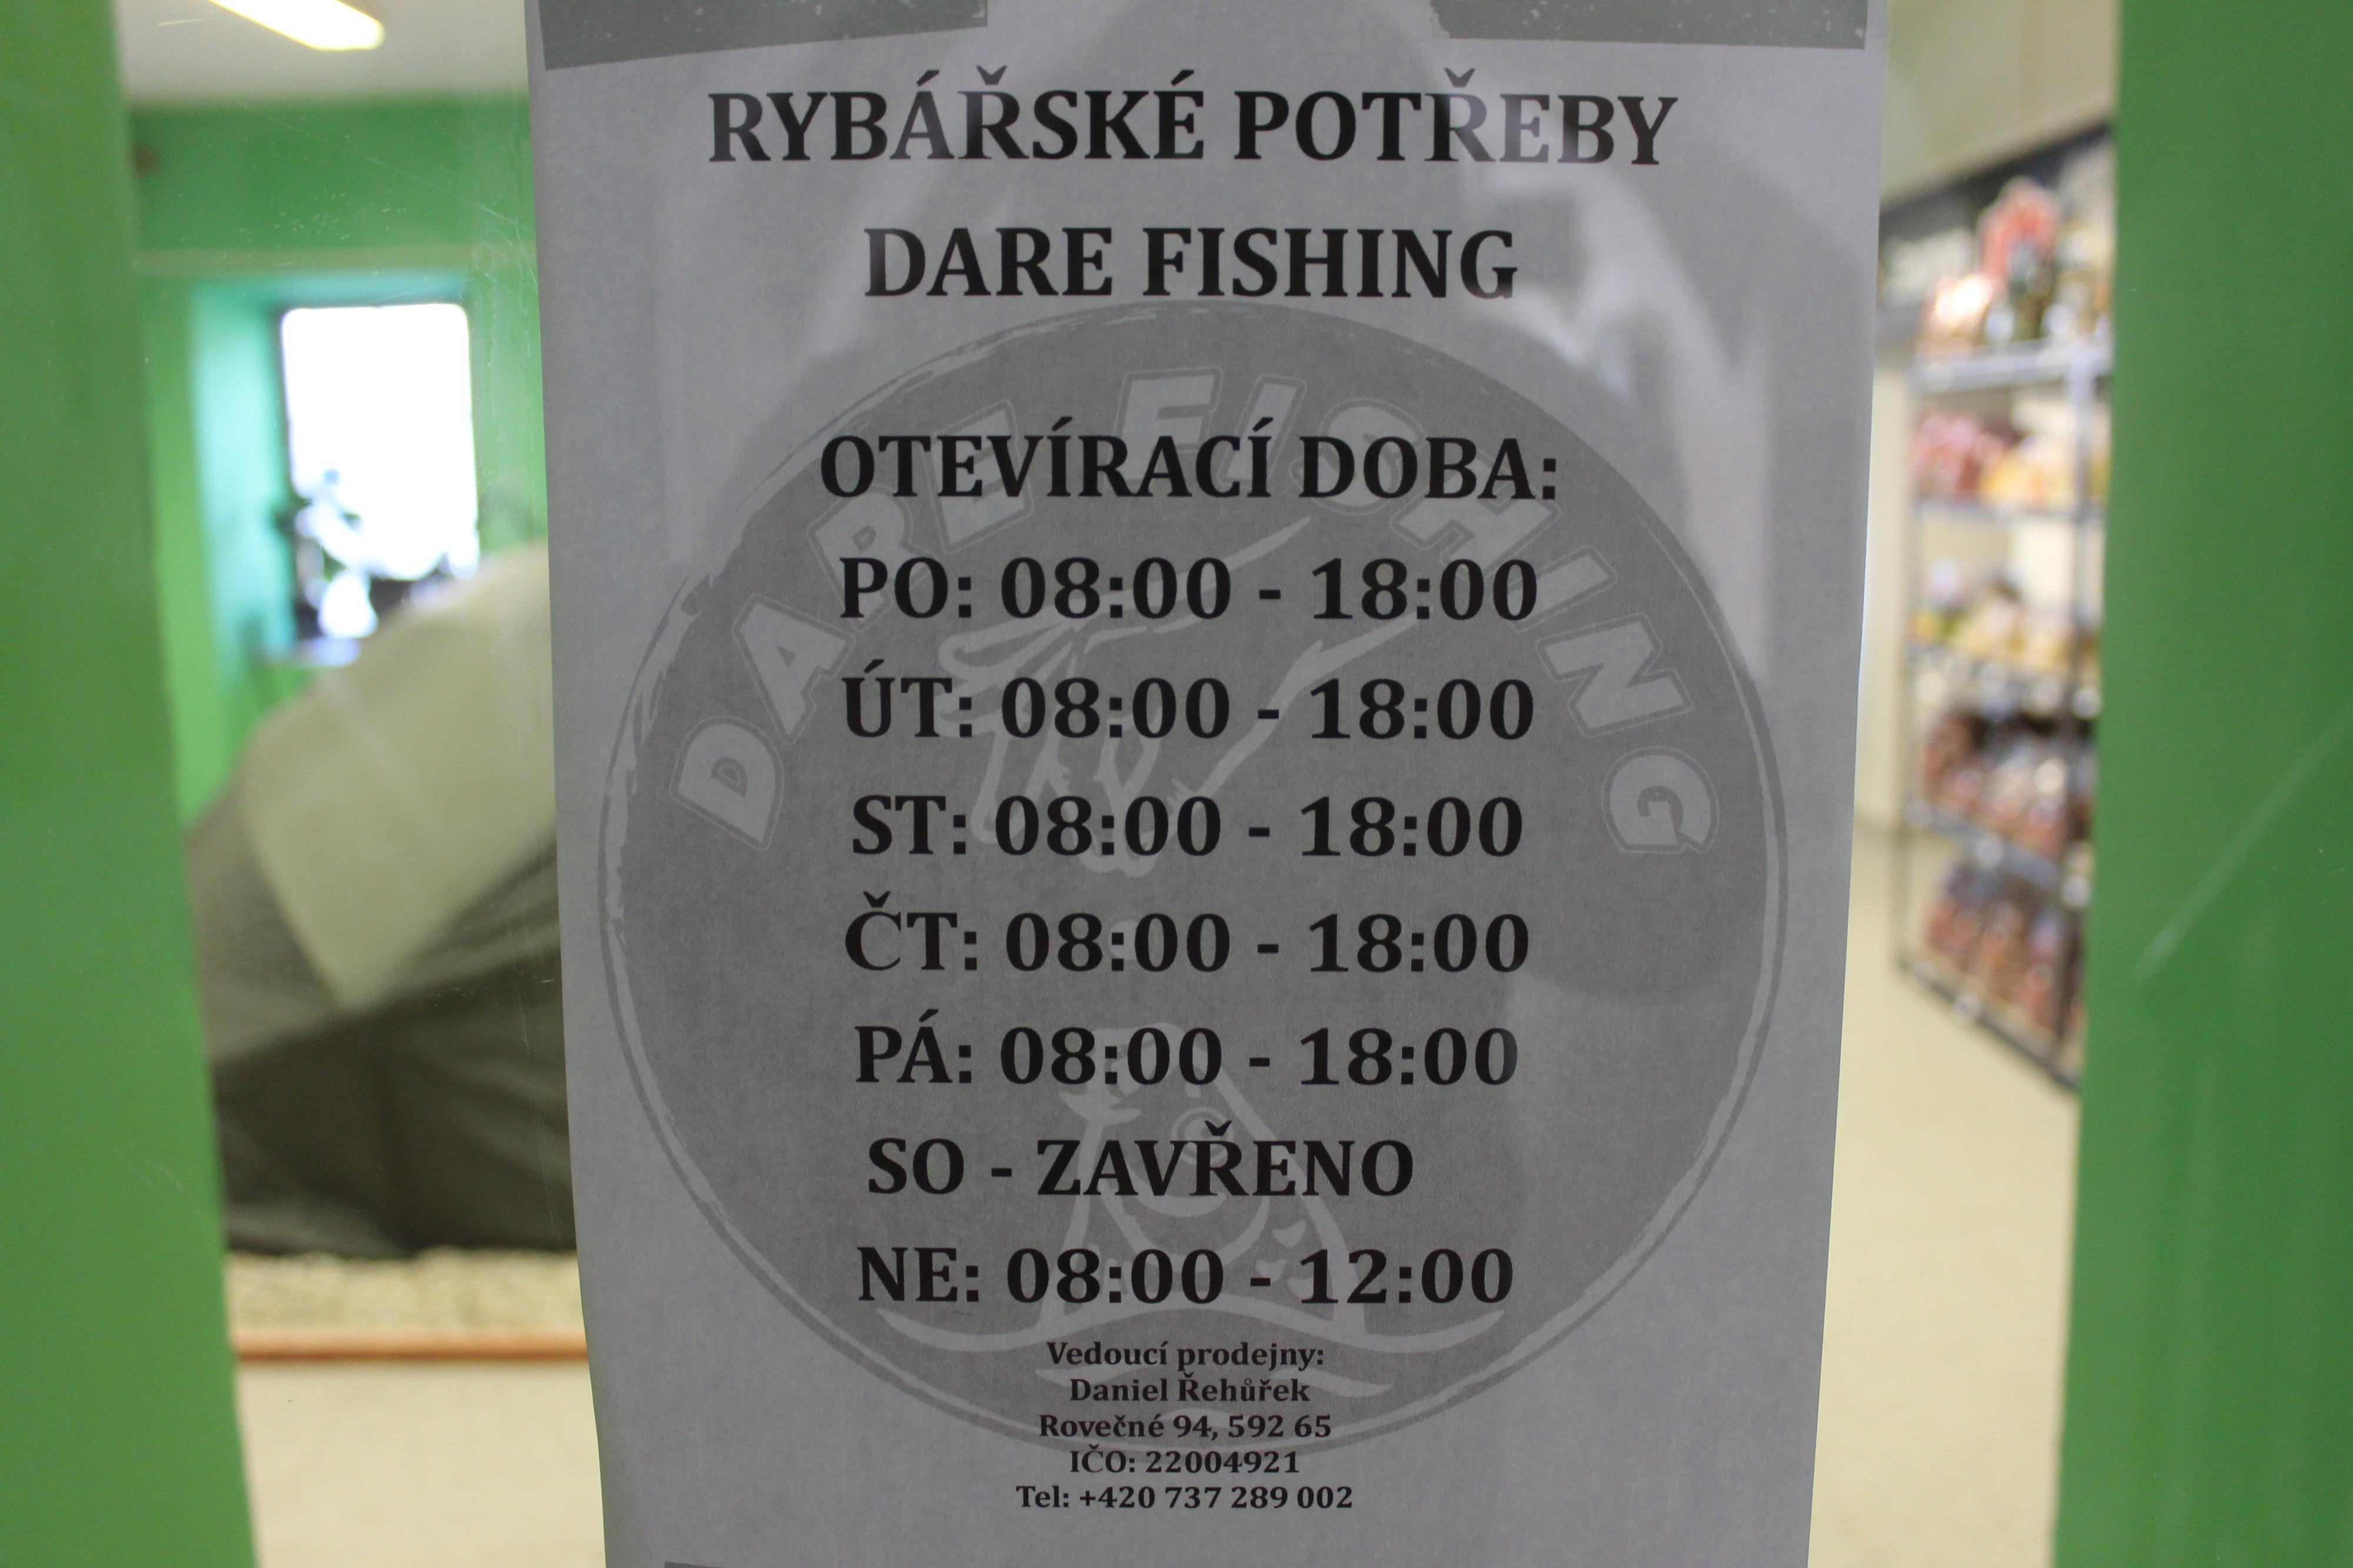 RYBÁŘSKÉ POTŘEBY
DARE FISHING
DARE FISHING
OTEVÍRACÍ DOBA:
PO: 08:00 - 18:00
ÚT: 08:00 - 18:00
ST: 08:00 - 18:00
ČT: 08:00 - 18:00
PÁ: 08:00 - 18:00
SO - ZAVŘENO
NE: 08:00 - 12:00
Vedoucí prodejny:
Daniel Řehůřek
Rovečné 94, 592 65
IČO: 22004921
Tel: +420 737 289 002